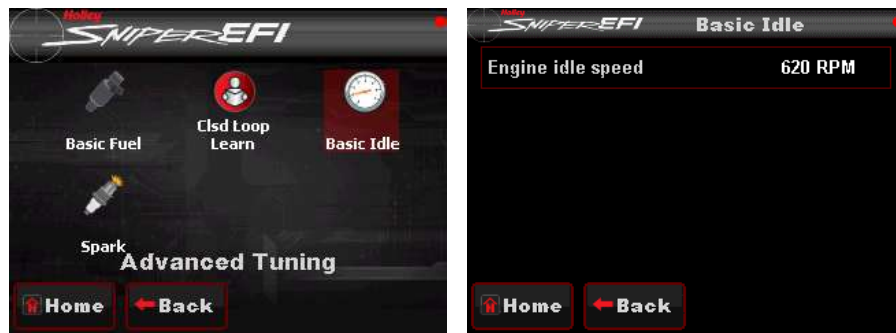 Holley
SNIPER EFI
Basic Fuel
Clsd Loop
Learn
Basic Idle
Spark
Advanced Tuning
Home
Back
Holley
SNIPER EFI
Basic Idle
Engine idle speed 620 RPM
Home
Back